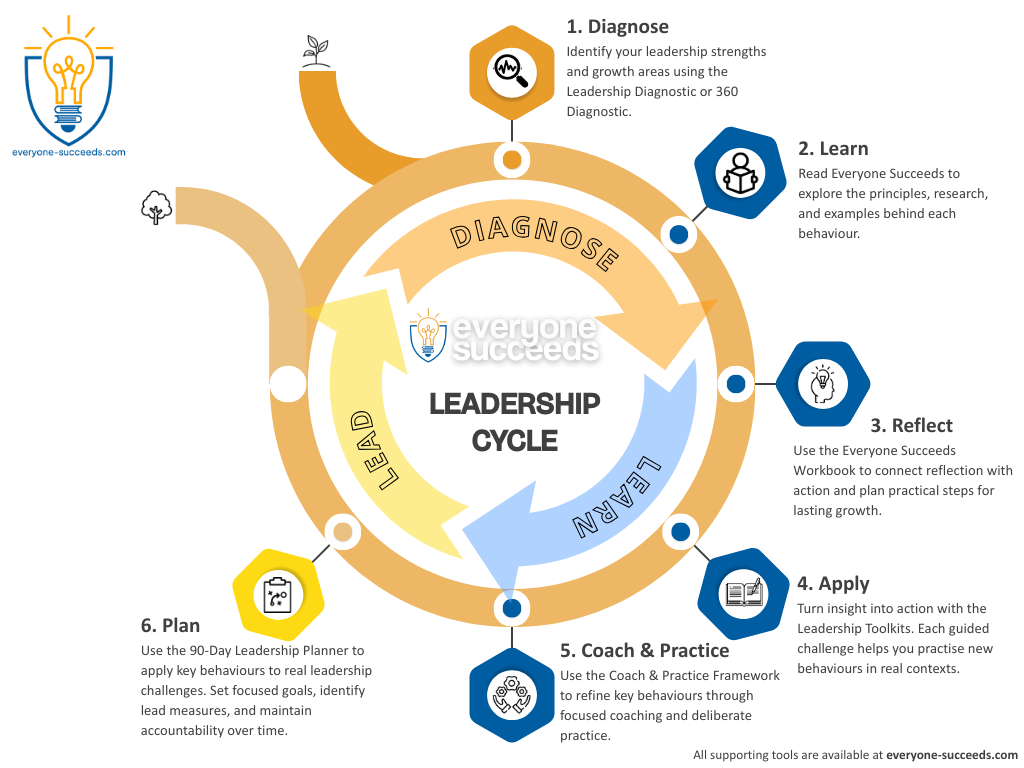 everyone-succeeds.com
1. Diagnose
Identify your leadership strengths
and growth areas using the
Leadership Diagnostic or 360
Diagnostic.
2. Learn
Read Everyone Succeeds to
explore the principles, research,
and examples behind each
behaviour.
DIAGNOSE
everyone
succeeds
LEADERSHIP
CYCLE
LEAD
LEARN
3. Reflect
Use the Everyone Succeeds
Workbook to connect reflection with
action and plan practical steps for
lasting growth.
4. Apply
Turn insight into action with the
Leadership Toolkits. Each guided
challenge helps you practise new
behaviours in real contexts.
5. Coach & Practice
Use the Coach & Practice Framework
to refine key behaviours through
focused coaching and deliberate
practice.
6. Plan
Use the 90-Day Leadership Planner to
apply key behaviours to real leadership
challenges. Set focused goals, identify
lead measures, and maintain
accountability over time.
All supporting tools are available at everyone-succeeds.com